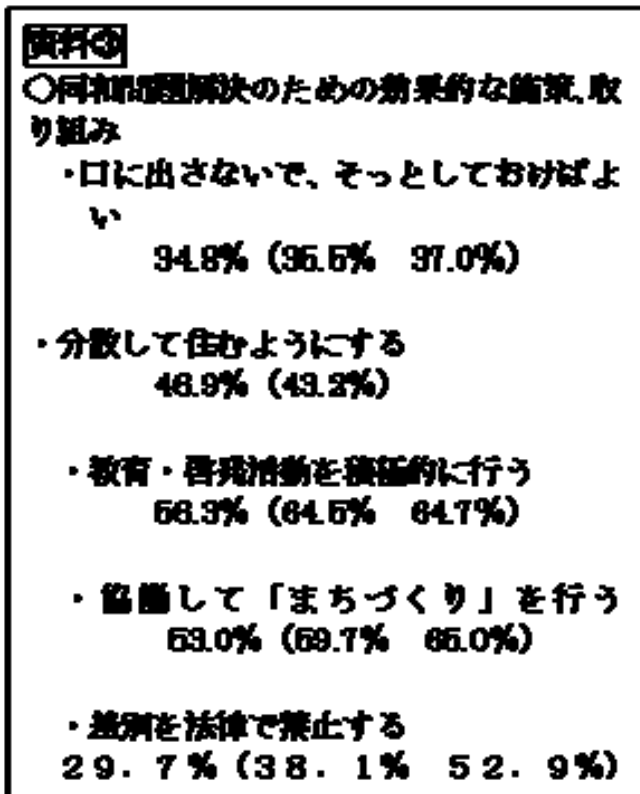 資料③
○同和問題解決のための効果的な施策、取
り組み
・口に出さないで、そっとしておけばよ
い
34.8%（35.5%　37.0%）
・分散して住むようにする
46.9%（43.2%）
・教育・啓発活動を積極的に行う
56.3%（64.5%　64.7%）
・協働して「まちづくり」を行う
53.0%（59.7%　65.0%）
・差別を法律で禁止する
２９．７％（３８．１％　５２．９％）